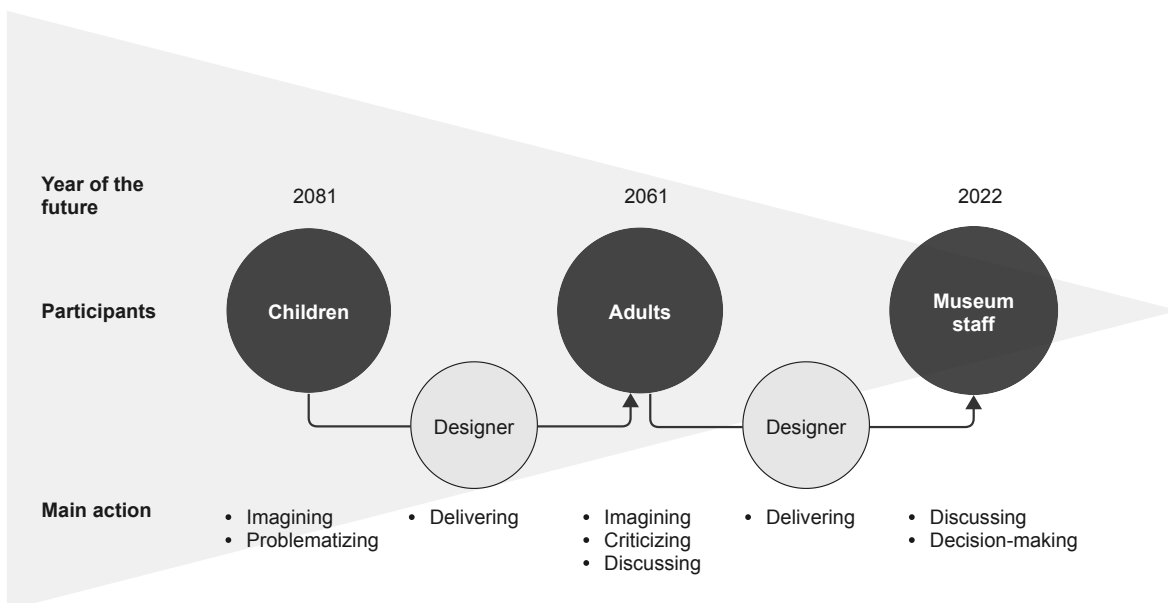 Year of the
future
2081
2061
2022
Participants
Children
Adults
Museum
staff
Designer
Designer
Main action
• Imagining
• Problematizing
• Delivering
• Imagining
• Criticizing
• Discussing
• Delivering
• Discussing
• Decision-making